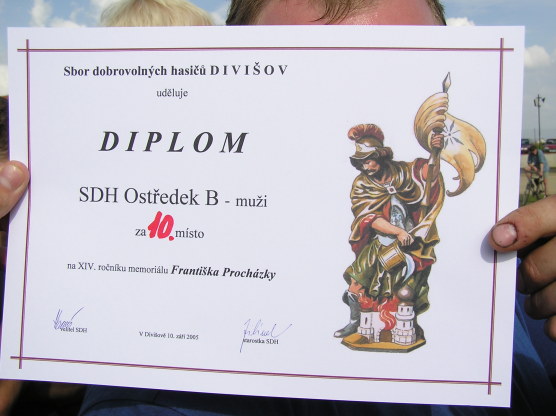 Sbor dobrovolných hasičů D I V I Š O V
uděluje
D I P L O M
SDH Ostředek B - muži
za 10. místo
na XIV. ročníku memoriálu Františka Procházky
velitel SDH
V Divišově 10. září 2005
starosta SDH